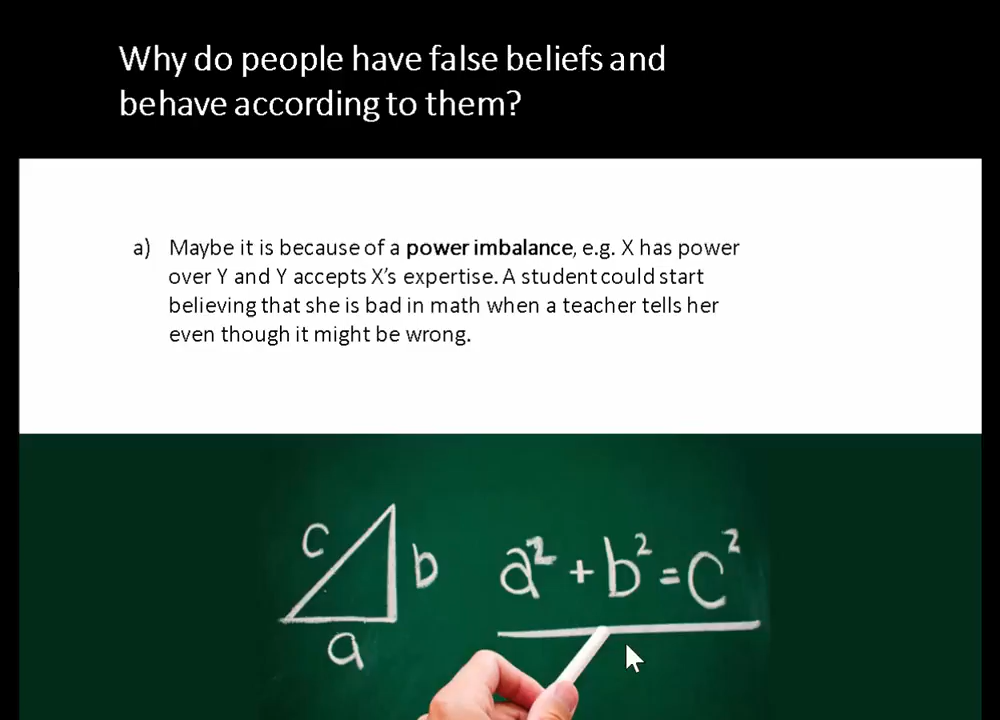 Why do people have false beliefs and
behave according to them?
a) Maybe it is because of a power imbalance, e.g. X has power
over Y and Y accepts X’s expertise. A student could start
believing that she is bad in math when a teacher tells her
even though it might be wrong.
c
b
a
a² + b² = c²